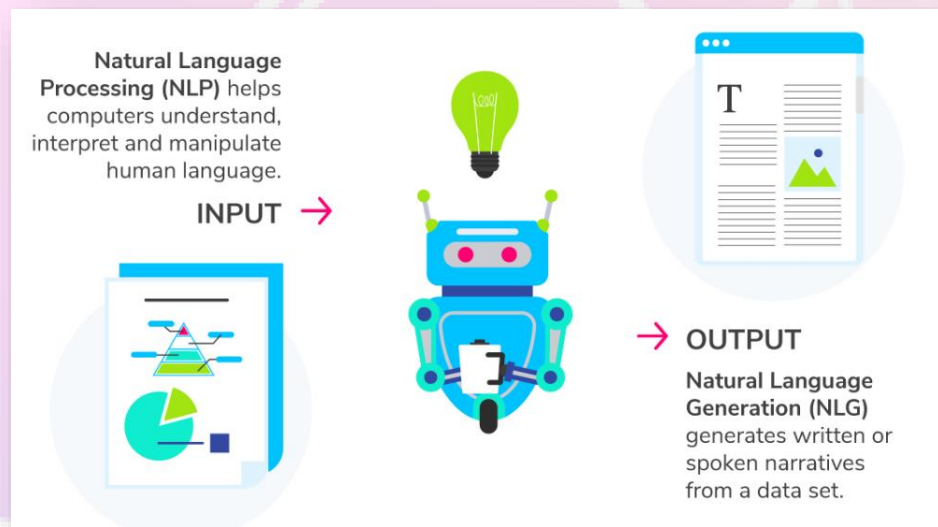 Natural Language
Processing (NLP) helps
computers understand,
interpret and manipulate
human language.
INPUT
T
OUTPUT
Natural Language
Generation (NLG)
generates written or
spoken narratives
from a data set.